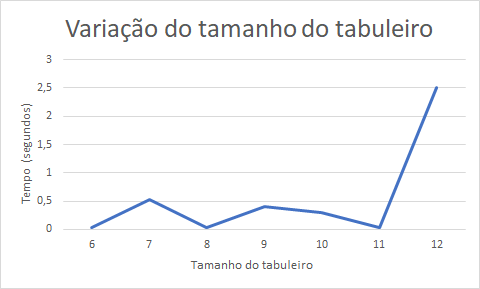 Variação do tamanho do tabuleiro
3
2,5
2
1,5
1
0,5
0
Tempo (segundos)
6 7 8 9 10 11 12
Tamanho do tabuleiro